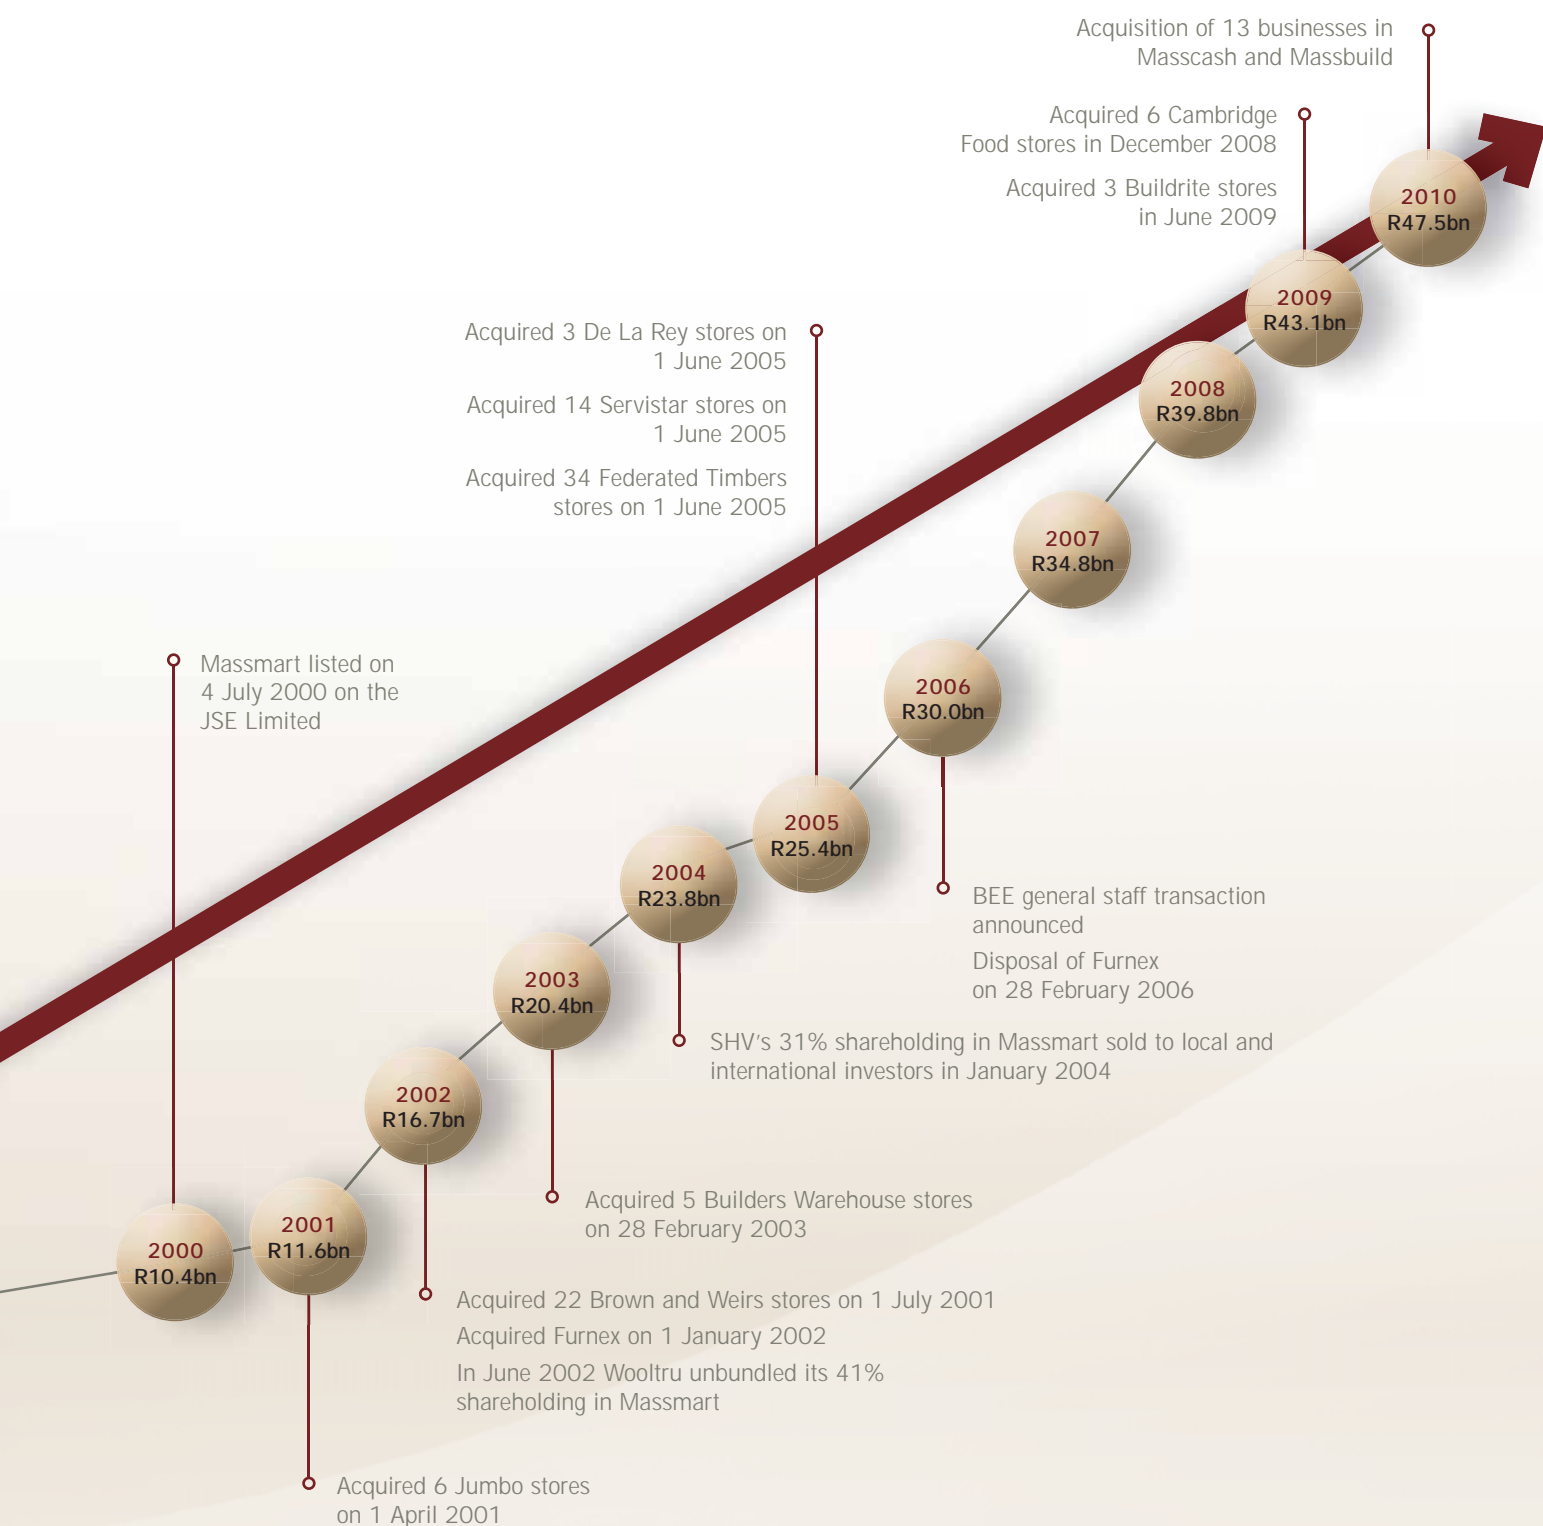 Acquisition of 13 businesses in
Masscash and Massbuild
Acquired 6 Cambridge
Food stores in December 2008
Acquired 3 Buildrite stores
in June 2009
2010
R47.5bn
2009
R43.1bn
Acquired 3 De La Rey stores on
1 June 2005
Acquired 14 Servistar stores on
1 June 2005
Acquired 34 Federated Timbers
stores on 1 June 2005
2008
R39.8bn
2007
R34.8bn
Massmart listed on
4 July 2000 on the
JSE Limited
2006
R30.0bn
2005
R25.4bn
2004
R23.8bn
BEE general staff transaction
announced
Disposal of Furnex
on 28 February 2006
2003
R20.4bn
SHV's 31% shareholding in Massmart sold to local and
international investors in January 2004
2002
R16.7bn
Acquired 5 Builders Warehouse stores
on 28 February 2003
2001
R11.6bn
2000
R10.4bn
Acquired 22 Brown and Weirs stores on 1 July 2001
Acquired Furnex on 1 January 2002
In June 2002 Wooltru unbundled its 41%
shareholding in Massmart
Acquired 6 Jumbo stores
on 1 April 2001